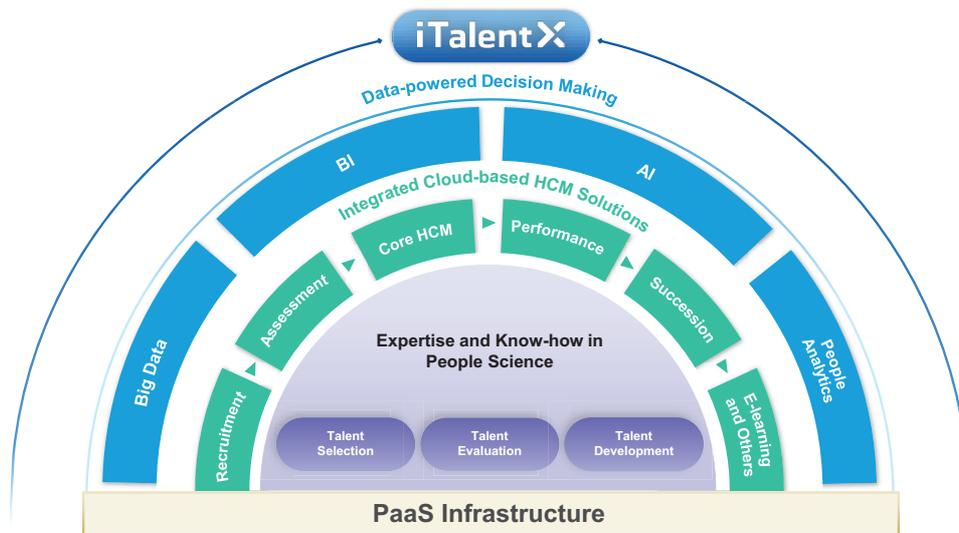 iTalentX
Data-powered Decision Making
BI
AI
Integrated Cloud-based HCM Solutions
Core HCM
Performance
Assessment
Succession
Big Data
People
Analytics
Recruitment
E-learning
and Others
Expertise and Know-how in
People Science
Talent
Selection
Talent
Evaluation
Talent
Development
PaaS Infrastructure